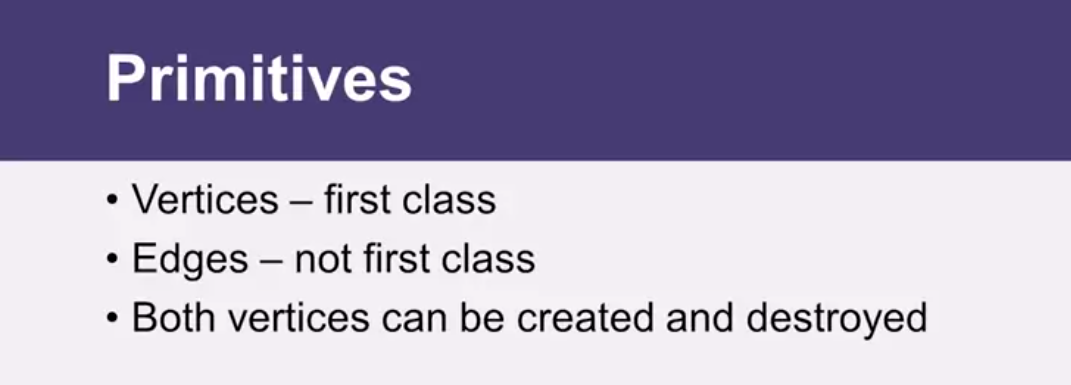 Primitives
• Vertices – first class
• Edges – not first class
• Both vertices can be created and destroyed